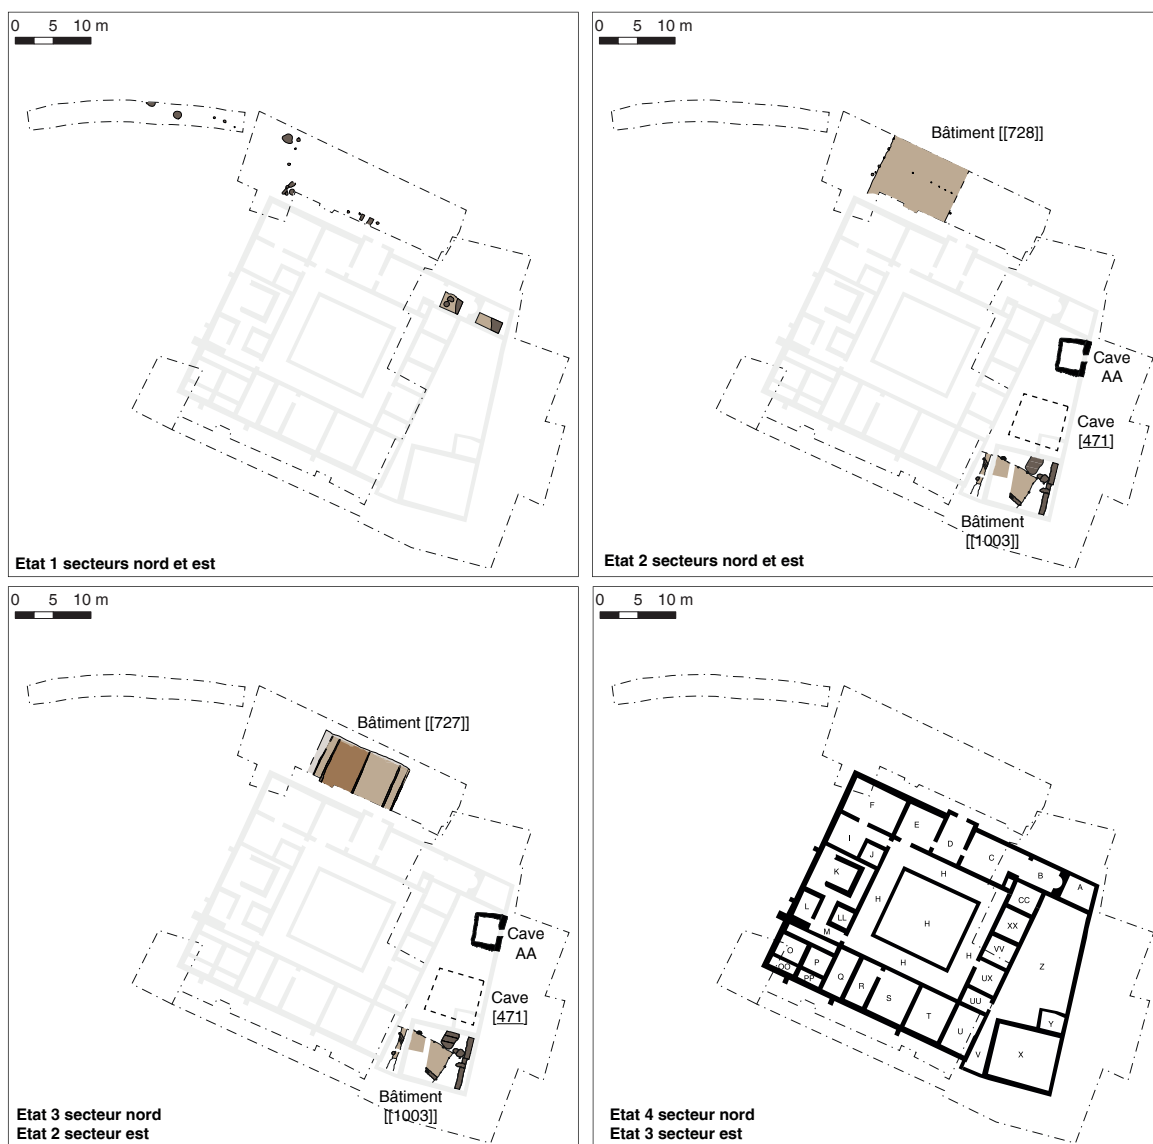 0 5 10 m
Etat 1 secteurs nord et est
0 5 10 m
Bâtiment [[728]]
Cave
AA
Cave
[471]
Bâtiment
[[1003]]
Etat 2 secteurs nord et est
0 5 10 m
Bâtiment [[727]]
Cave
AA
Cave
[471]
Bâtiment
[[1003]]
Etat 3 secteur nord
Etat 2 secteur est
0 5 10 m
F
E
D
C
B
A
I
J
H
K
CC
L
LL
H
H
XX
M
VV
Z
O
P
H
H
UX
OO
PP
Q
R
S
UU
T
U
Y
V
X
Etat 4 secteur nord
Etat 3 secteur est